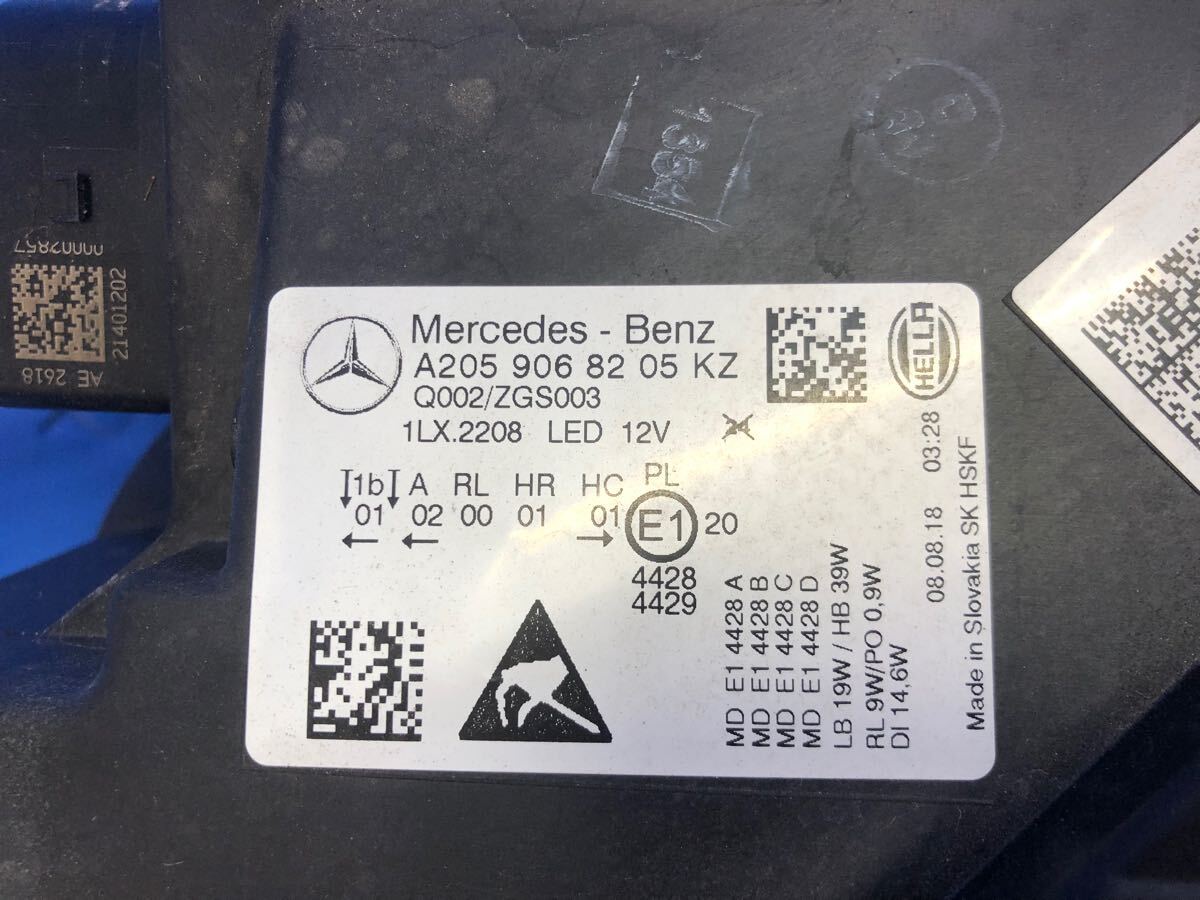 Mercedes - Benz
A205 906 82 05 KZ
Q002/ZGS003
1LX.2208 LED 12V
24
HELLA
1b A RL HR HC PL
01 02 00 01 01 E1 20
4428
4429
MD E1 4428 A
MD E1 4428 B
MD E1 4428 C
MD E1 4428 D
LB 19W / HB 39W
RL 9W/PO 0,9W
DI 14,6W
08.08.18 03:28
Made in Slovakia SK HSKF
000002857
21401202
AE 2618